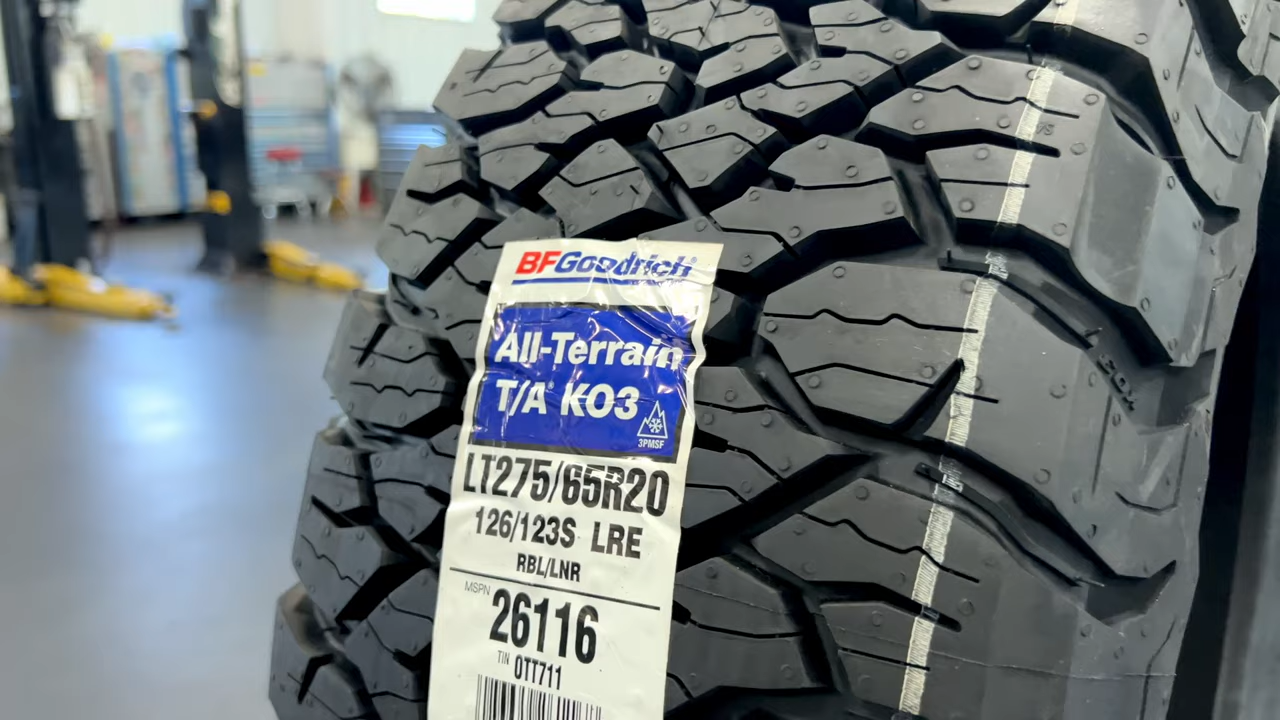 BFGoodrich®
All-Terrain
T/A® KO3
3PMSF
LT275/65R20
126/123S LRE
RBL/LNR
MSPN
26116
TIN OTT711